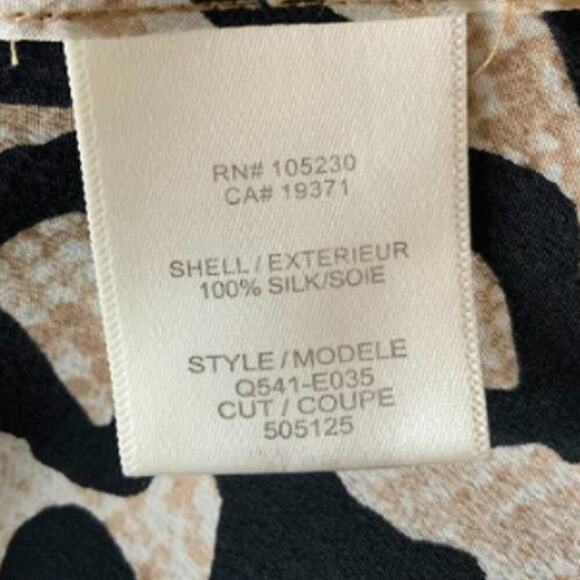 RN# 105230
CA# 19371
SHELL / EXTERIEUR
100% SILK/SOIE
STYLE / MODELE
Q541-E035
CUT / COUPE
505125